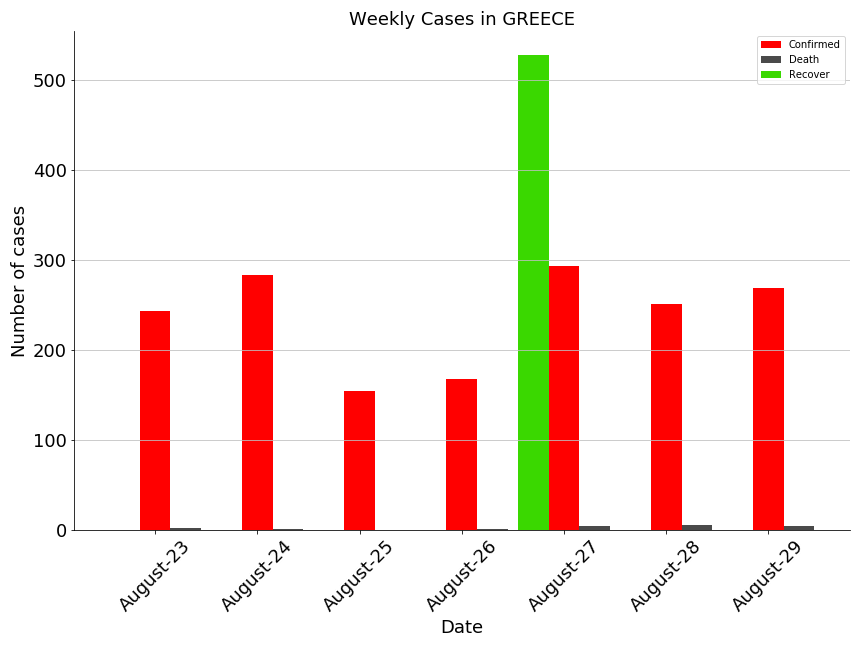 Weekly Cases in GREECE
Confirmed
Death
Recover
Number of cases
500
400
300
200
100
0
August-23
August-24
August-25
August-26
August-27
August-28
August-29
Date